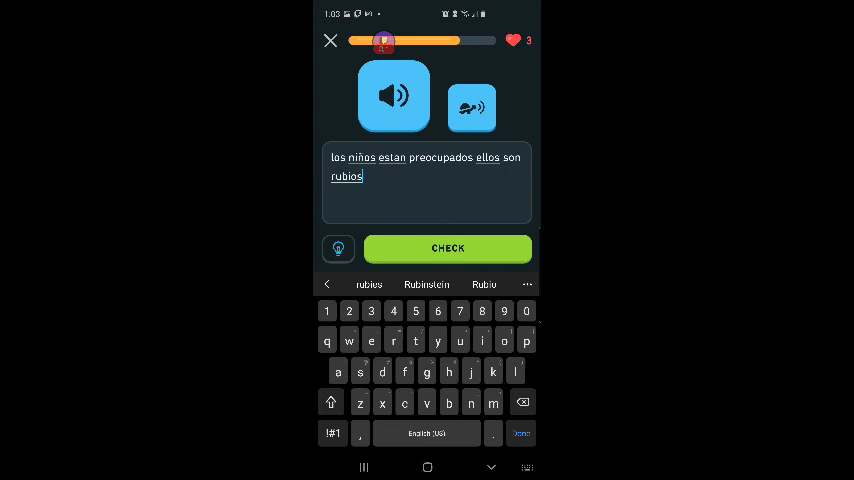 1:03
3
los niños estan preocupados ellos son
rubios
CHECK
rubies Rubinstein Rubio
1 2 3 4 5 6 7 8 9 0
q w e r t y u i o p
a s d f g h j k l
z x c v b n m
!#1 , English (US) . Done